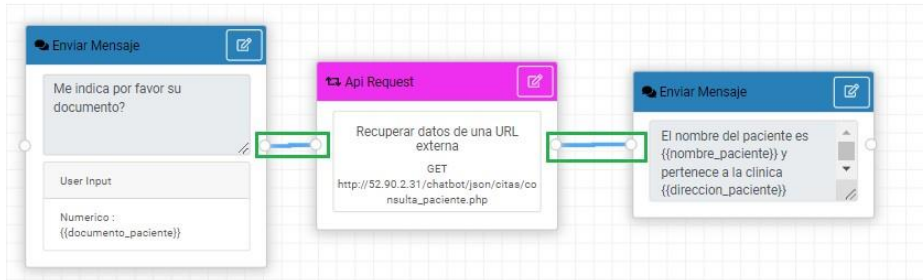 Enviar Mensaje
Me indica por favor su
documento?
User Input
Numerico :
{{documento_paciente}}
Api Request
Recuperar datos de una URL
externa
GET
http://52.90.2.31/chatbot/json/citas/co
nsulta_paciente.php
Enviar Mensaje
El nombre del paciente es
{{nombre_paciente}} y
pertenece a la clinica
{{direccion_paciente}}